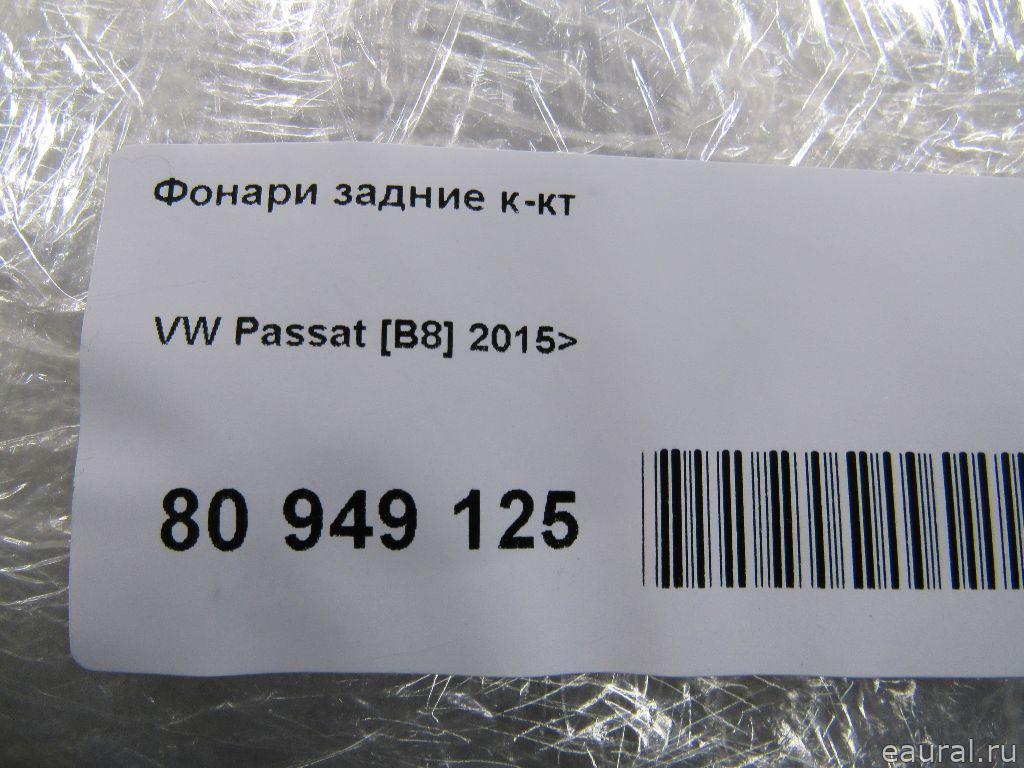 Фонари задние к-кт
VW Passat [B8] 2015>
80 949 125
eaural.ru